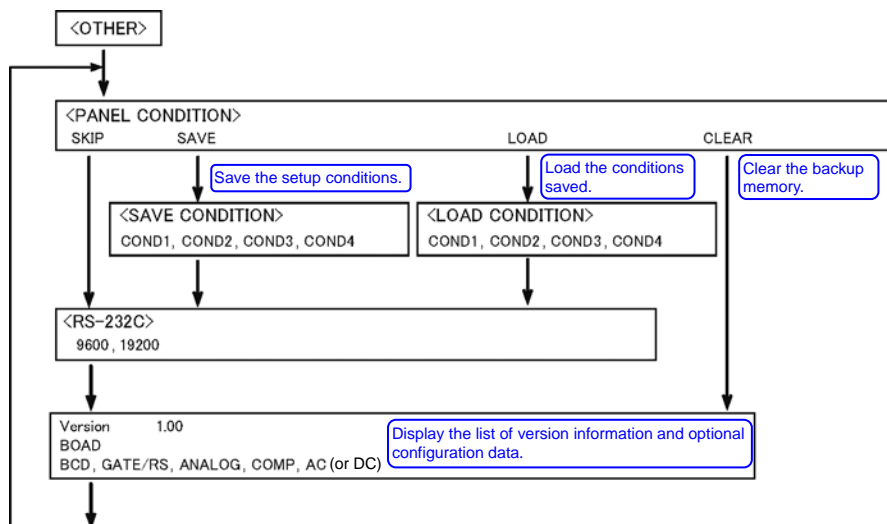 <OTHER>
<PANEL CONDITION>
SKIP SAVE LOAD CLEAR
Save the setup conditions.
Load the conditions
saved.
Clear the backup
memory.
<SAVE CONDITION>
COND1, COND2, COND3, COND4
<LOAD CONDITION>
COND1, COND2, COND3, COND4
<RS-232C>
9600, 19200
Version 1.00
BOAD
BCD, GATE/RS, ANALOG, COMP, AC (or DC)
Display the list of version information and optional
configuration data.